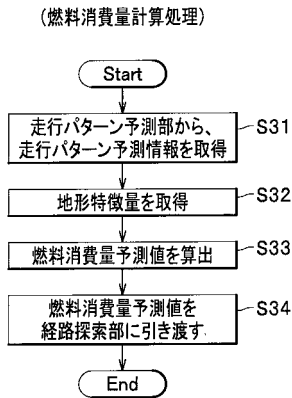 (燃料消費量計算処理)
Start
走行パターン予測部から、
走行パターン予測情報を取得
S31
地形特徴量を取得
S32
燃料消費量予測値を算出
S33
燃料消費量予測値を
経路探索部に引き渡す
S34
End